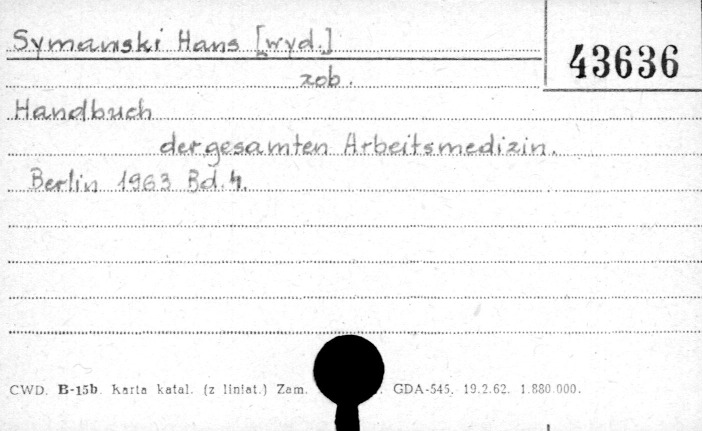 Symanski Hans [wyd.]
43636
zob.
Handbuch
der gesamten Arbeitsmedizin.
Berlin 1963 Bd. 4.
CWD. B-15b. Karta katal. (z liniat.) Zam. GDA-545. 19.2.62. 1.880.000.